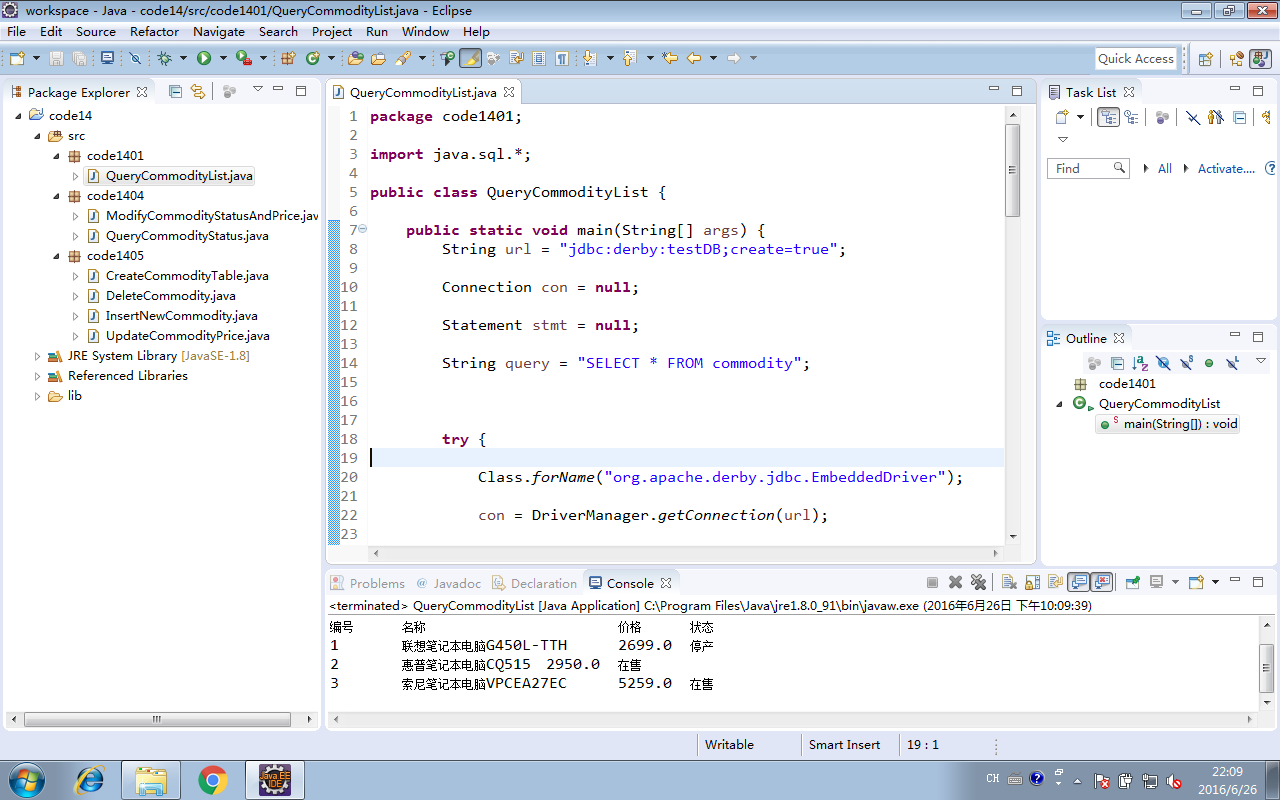 workspace - Java - code14/src/code1401/QueryCommodityList.java - Eclipse
File Edit Source Refactor Navigate Search Project Run Window Help
Quick Access
Package Explorer
code14
src
code1401
QueryCommodityList.java
code1404
ModifyCommodityStatusAndPrice.jav
QueryCommodityStatus.java
code1405
CreateCommodityTable.java
DeleteCommodity.java
InsertNewCommodity.java
UpdateCommodityPrice.java
JRE System Library [JavaSE-1.8]
Referenced Libraries
lib
QueryCommodityList.java
1 package code1401;
2
3 import java.sql.*;
4
5 public class QueryCommodityList {
6
7 public static void main(String[] args) {
8 String url = "jdbc:derby:testDB;create=true";
9
10 Connection con = null;
11
12 Statement stmt = null;
13
14 String query = "SELECT * FROM commodity";
15
16
17
18 try {
19
20 Class.forName("org.apache.derby.jdbc.EmbeddedDriver");
21
22 con = DriverManager.getConnection(url);
23
Task List
Find All Activate....
Outline
code1401
QueryCommodityList
main(String[]) : void
Problems Javadoc Declaration Console
<terminated> QueryCommodityList [Java Application] C:\Program Files\Java\jre1.8.0_91\bin\javaw.exe (2016年6月26日 下午10:09:39)
编号 名称 价格 状态
1 联想笔记本电脑G450L-TTH 2699.0 停产
2 惠普笔记本电脑CQ515 2950.0 在售
3 索尼笔记本电脑VPCEA27EC 5259.0 在售
Writable Smart Insert 19 : 1
Java EE
IDE
CH
22:09
2016/6/26